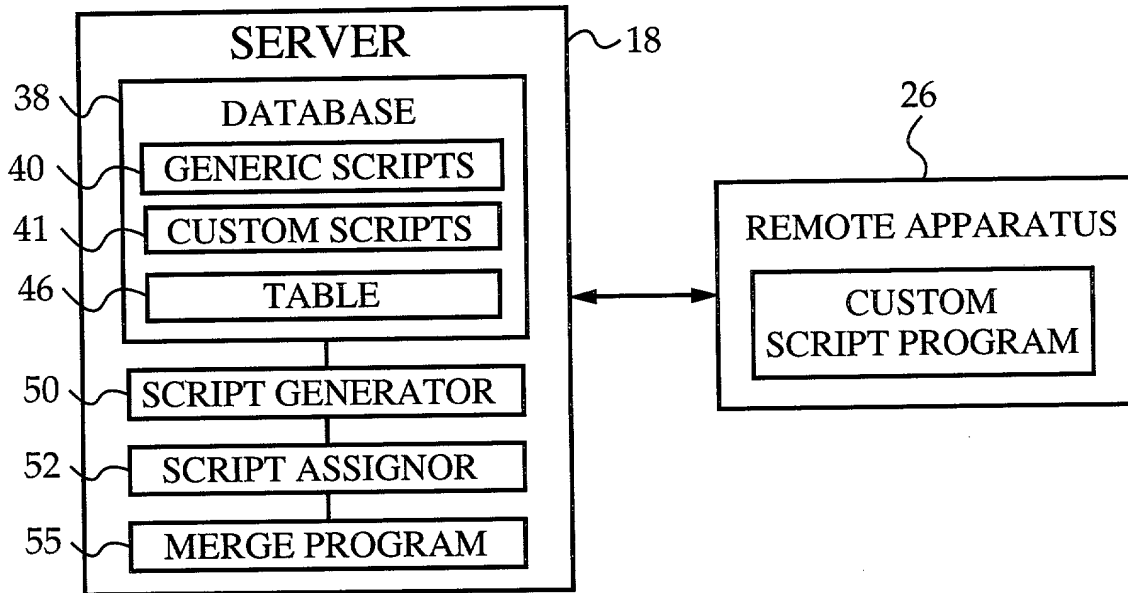 SERVER
18
38
DATABASE
40
GENERIC SCRIPTS
41
CUSTOM SCRIPTS
46
TABLE
50
SCRIPT GENERATOR
52
SCRIPT ASSIGNOR
55
MERGE PROGRAM
26
REMOTE APPARATUS
CUSTOM
SCRIPT PROGRAM